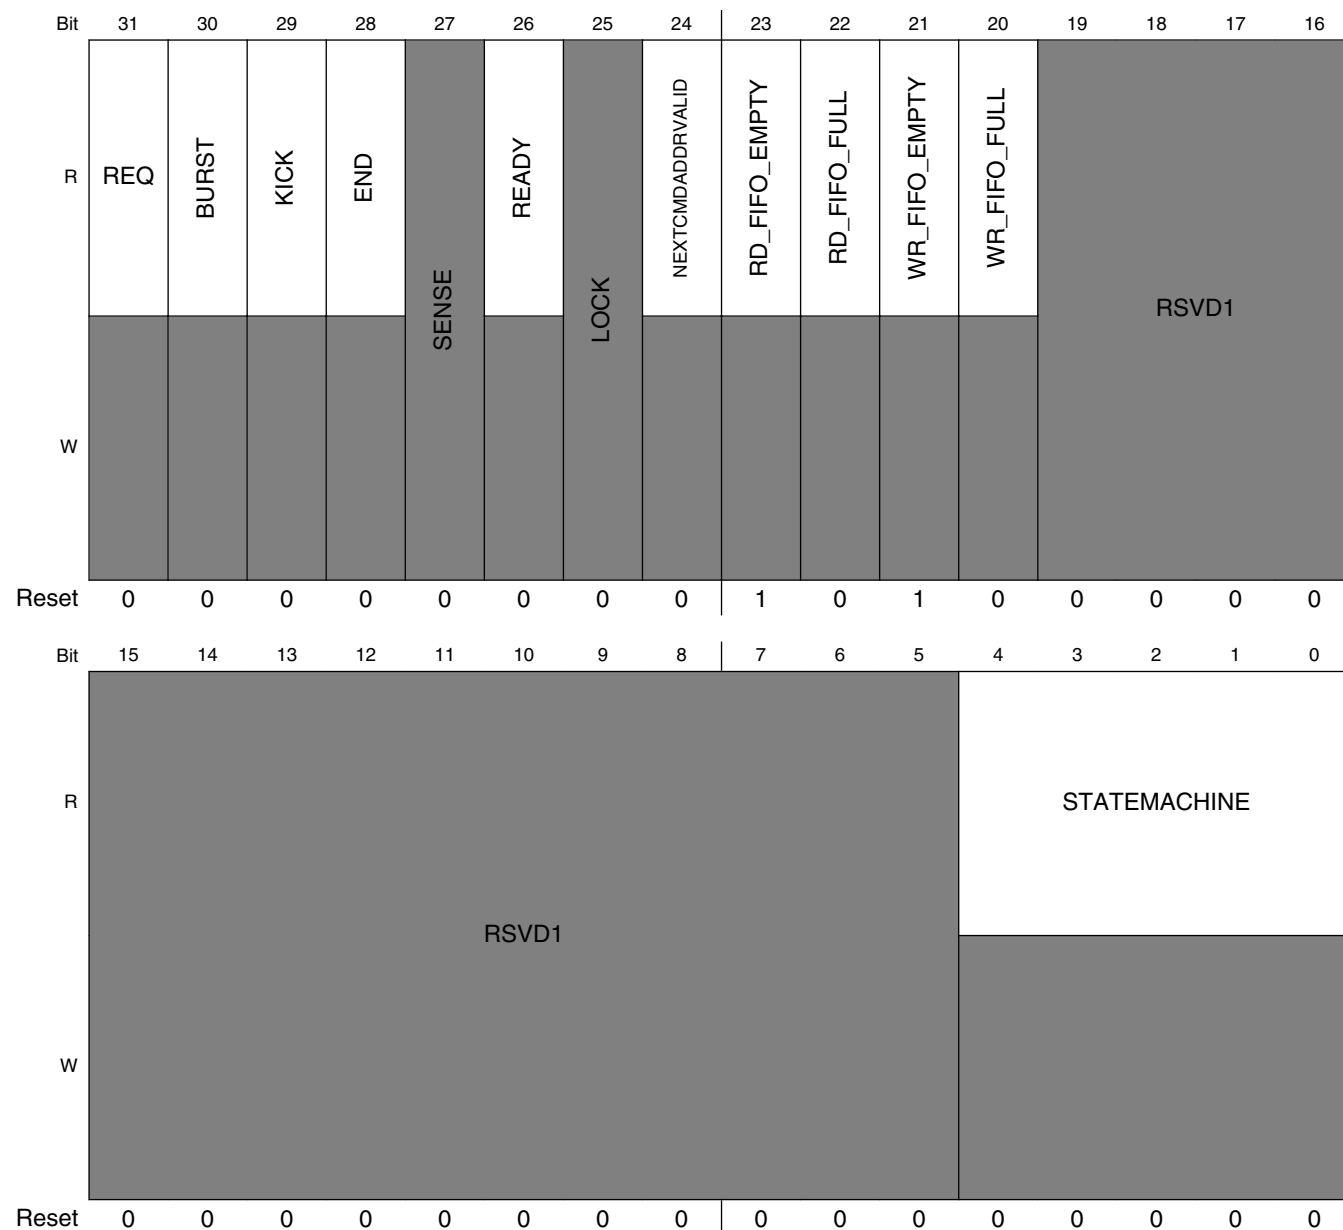 Bit 31 30 29 28 27 26 25 24 23 22 21 20 19 18 17 16
R REQ BURST KICK END SENSE READY LOCK NEXTCMDADDRVALID RD_FIFO_EMPTY RD_FIFO_FULL WR_FIFO_EMPTY WR_FIFO_FULL RSVD1
W
Reset 0 0 0 0 0 0 0 0 1 0 1 0 0 0 0 0
Bit 15 14 13 12 11 10 9 8 7 6 5 4 3 2 1 0
R STATEMACHINE
RSVD1
W
Reset 0 0 0 0 0 0 0 0 0 0 0 0 0 0 0 0